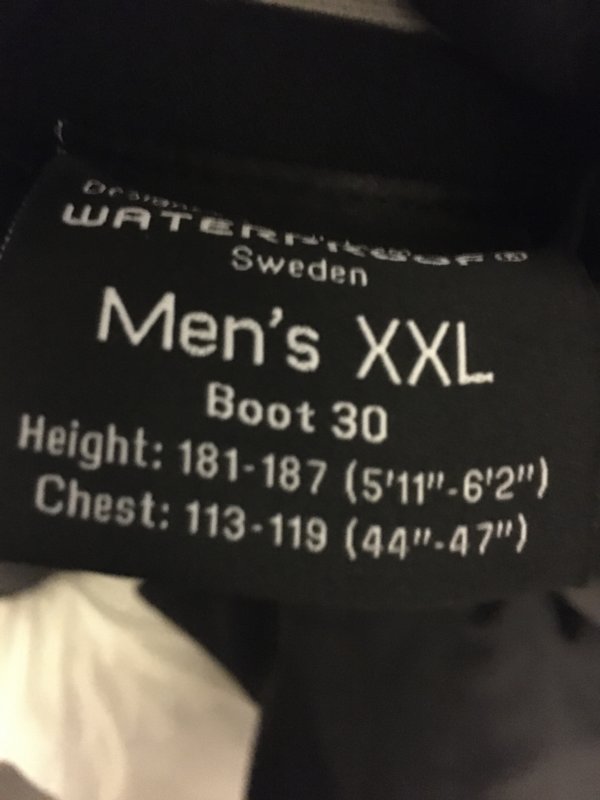 WATERPROOF®
Sweden
Men's XXL
Boot 30
Height: 181-187 (5'11"-6'2")
Chest: 113-119 (44"-47")